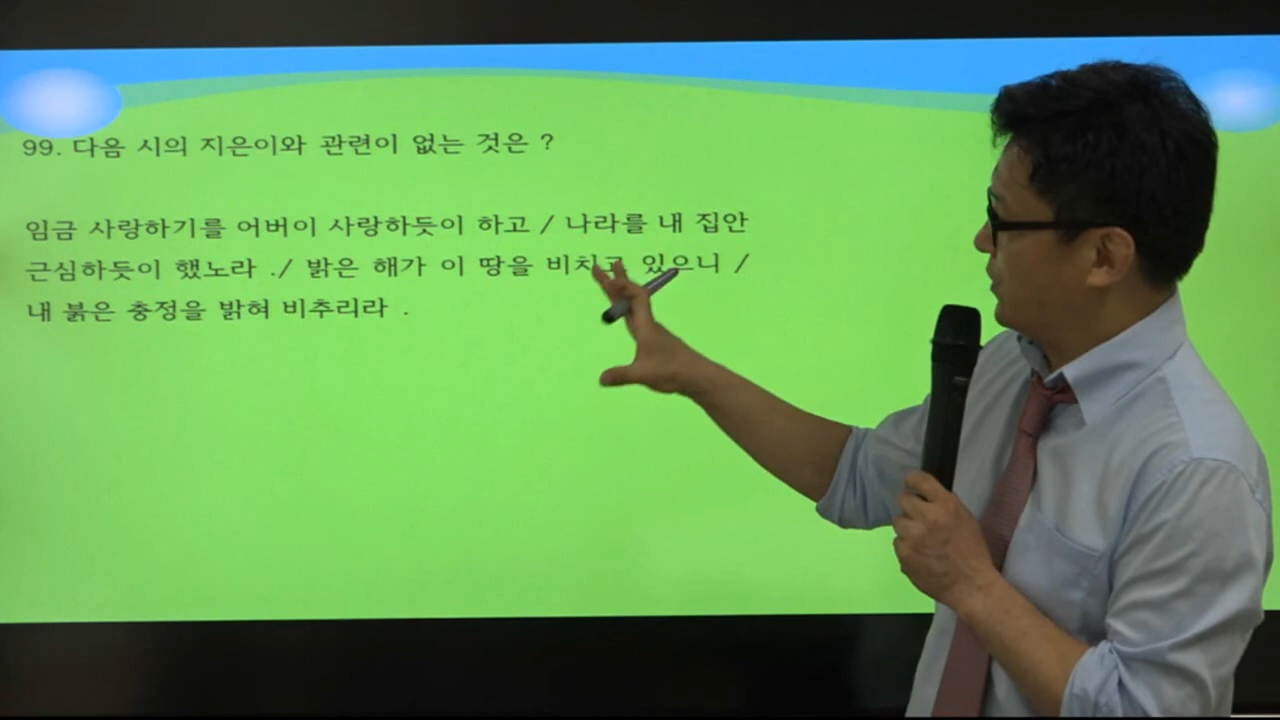 99. 다음 시의 지은이와 관련이 없는 것은 ?
임금 사랑하기를 어버이 사랑하듯이 하고 / 나라를 내 집안
근심하듯이 했노라 ./ 밝은 해가 이 땅을 비치고 있으니 /
내 붉은 충정을 밝혀 비추리라 .